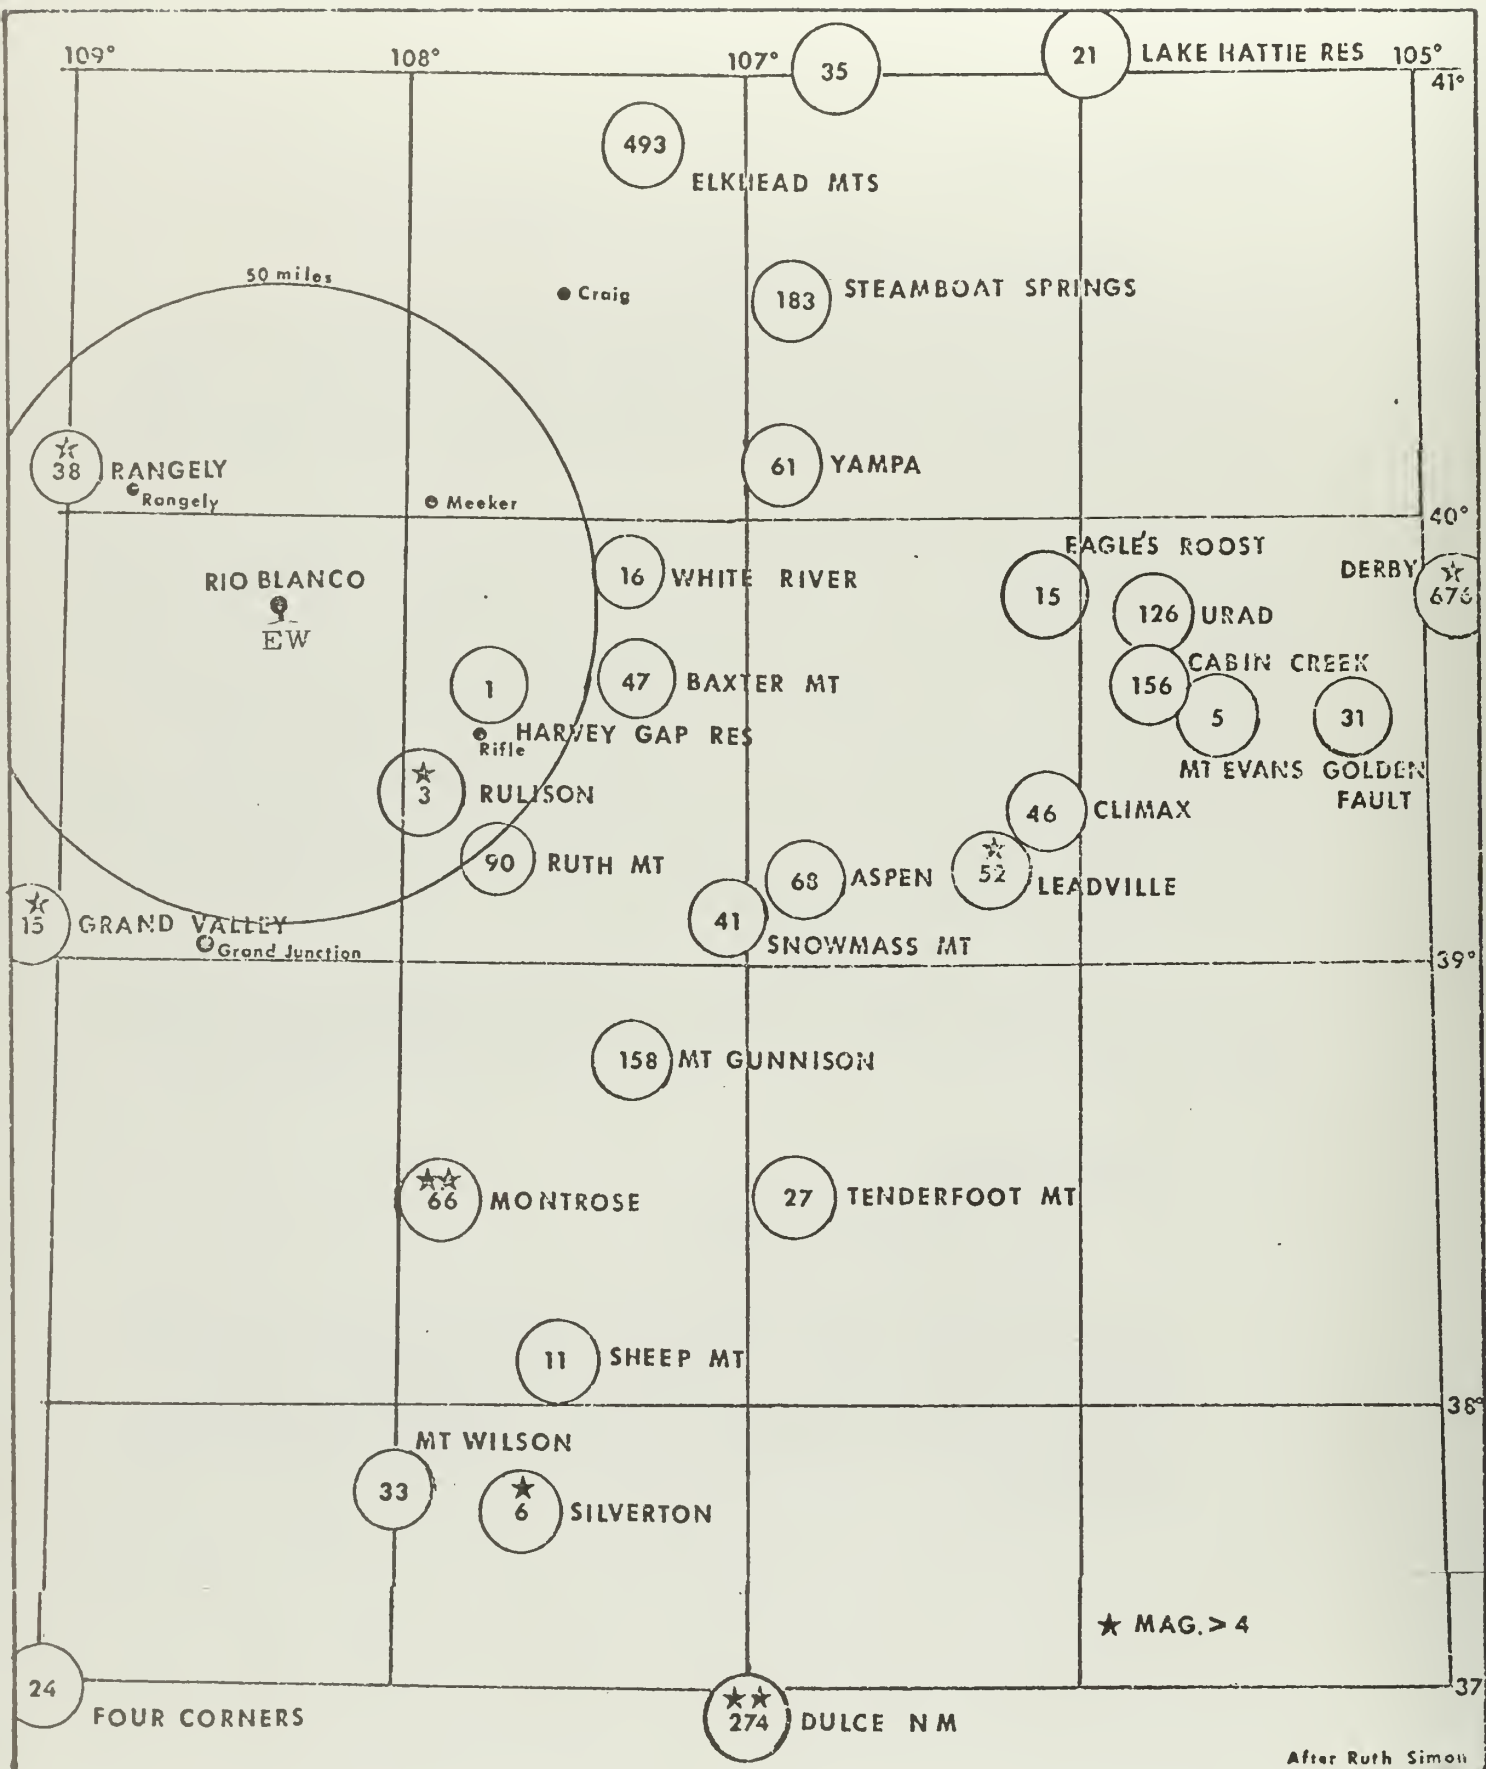 109°
108°
107°
35
21
LAKE HATTIE RES
105°
41°
493
ELKHEAD MTS
50 miles
Craig
183
STEAMBOAT SPRINGS
38
RANGELY
Rangely
Meeker
61
YAMPA
40°
EAGLE'S ROOST
RIO BLANCO
EW
16
WHITE RIVER
15
126
URAD
DERBY
676
1
47
BAXTER MT
CABIN CREEK
156
5
31
Rifle
HARVEY GAP RES
MT EVANS
GOLDEN
FAULT
3
RULISON
46
CLIMAX
90
RUTH MT
68
ASPEN
52
LEADVILLE
15
GRAND VALLEY
Grand Junction
41
SNOWMASS MT
39°
158
MT GUNNISON
66
MONTROSE
27
TENDERFOOT MT
11
SHEEP MT
38°
MT WILSON
33
6
SILVERTON
★ MAG. > 4
24
FOUR CORNERS
37
274
DULCE NM
After Ruth Simon